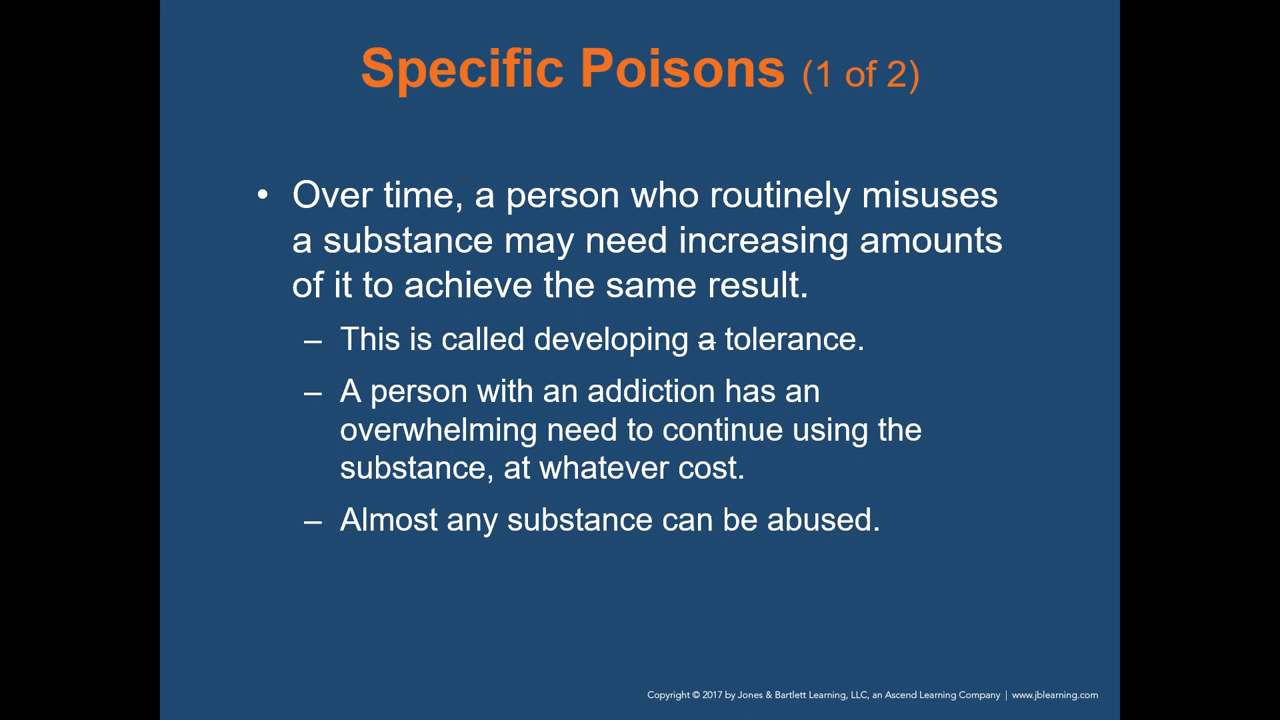 Specific Poisons (1 of 2)
• Over time, a person who routinely misuses
a substance may need increasing amounts
of it to achieve the same result.
– This is called developing a tolerance.
– A person with an addiction has an
overwhelming need to continue using the
substance, at whatever cost.
– Almost any substance can be abused.
Copyright © 2017 by Jones & Bartlett Learning, LLC, an Ascend Learning Company | www.jblearning.com